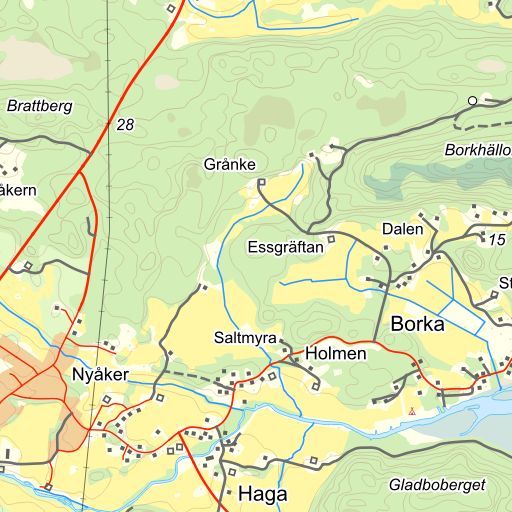 Brattberg
28
Grånke
Borkhällo
åkern
Dalen
15
Essgräftan
St
Borka
Saltmyra
Holmen
Nyåker
Haga
Gladboberget